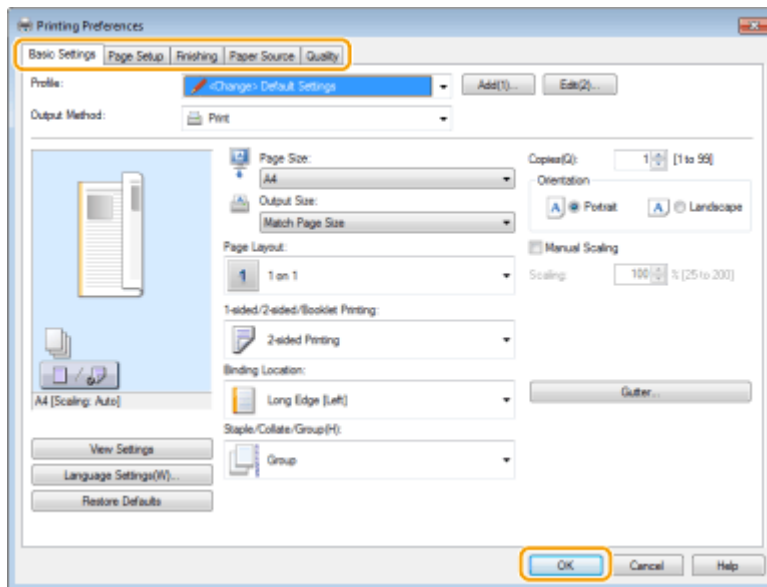 Printing Preferences
Basic Settings Page Setup Finishing Paper Source Quality
Profile: <Change> Default Settings Add(1)... Edit(2)...
Output Method: Print
Page Size: Copies(Q): 1 [1 to 99]
A4 Orientation
Output Size: A Portrait A Landscape
Match Page Size
Page Layout: Manual Scaling
1 1 on 1 Scaling: 100 % [25 to 200]
1-sided/2-sided/Booklet Printing:
2-sided Printing
Binding Location:
Long Edge [Left] Gutter...
A4 [Scaling: Auto]
Staple/Collate/Group(H):
View Settings Group
Language Settings(W)...
Restore Defaults
OK Cancel Help